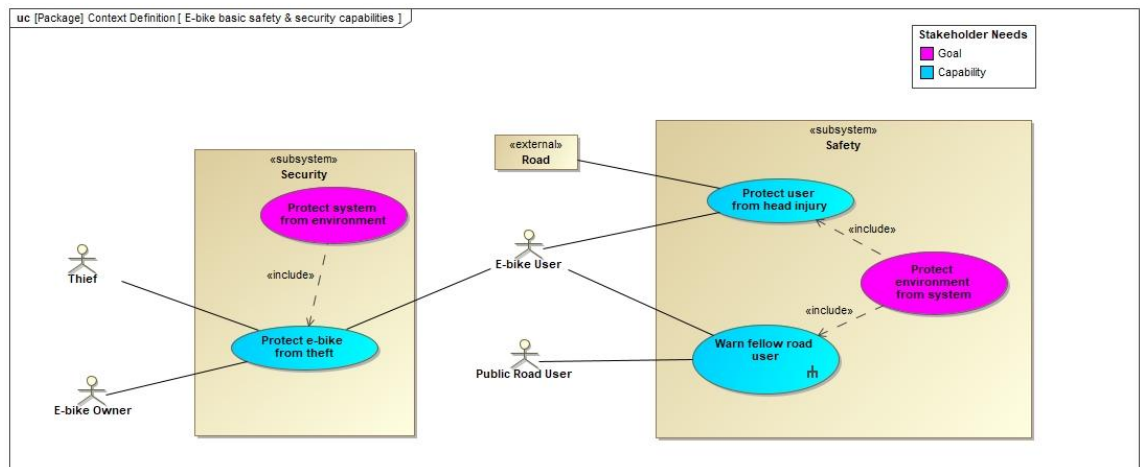 uc [Package] Context Definition [ E-bike basic safety & security capabilities ]
Stakeholder Needs
Goal
Capability
«subsystem»
Security
Protect system
from environment
«include»
Protect e-bike
from theft
Thief
E-bike Owner
«external»
Road
E-bike User
Public Road User
«subsystem»
Safety
Protect user
from head injury
«include»
Protect
environment
from system
«include»
Warn fellow road
user